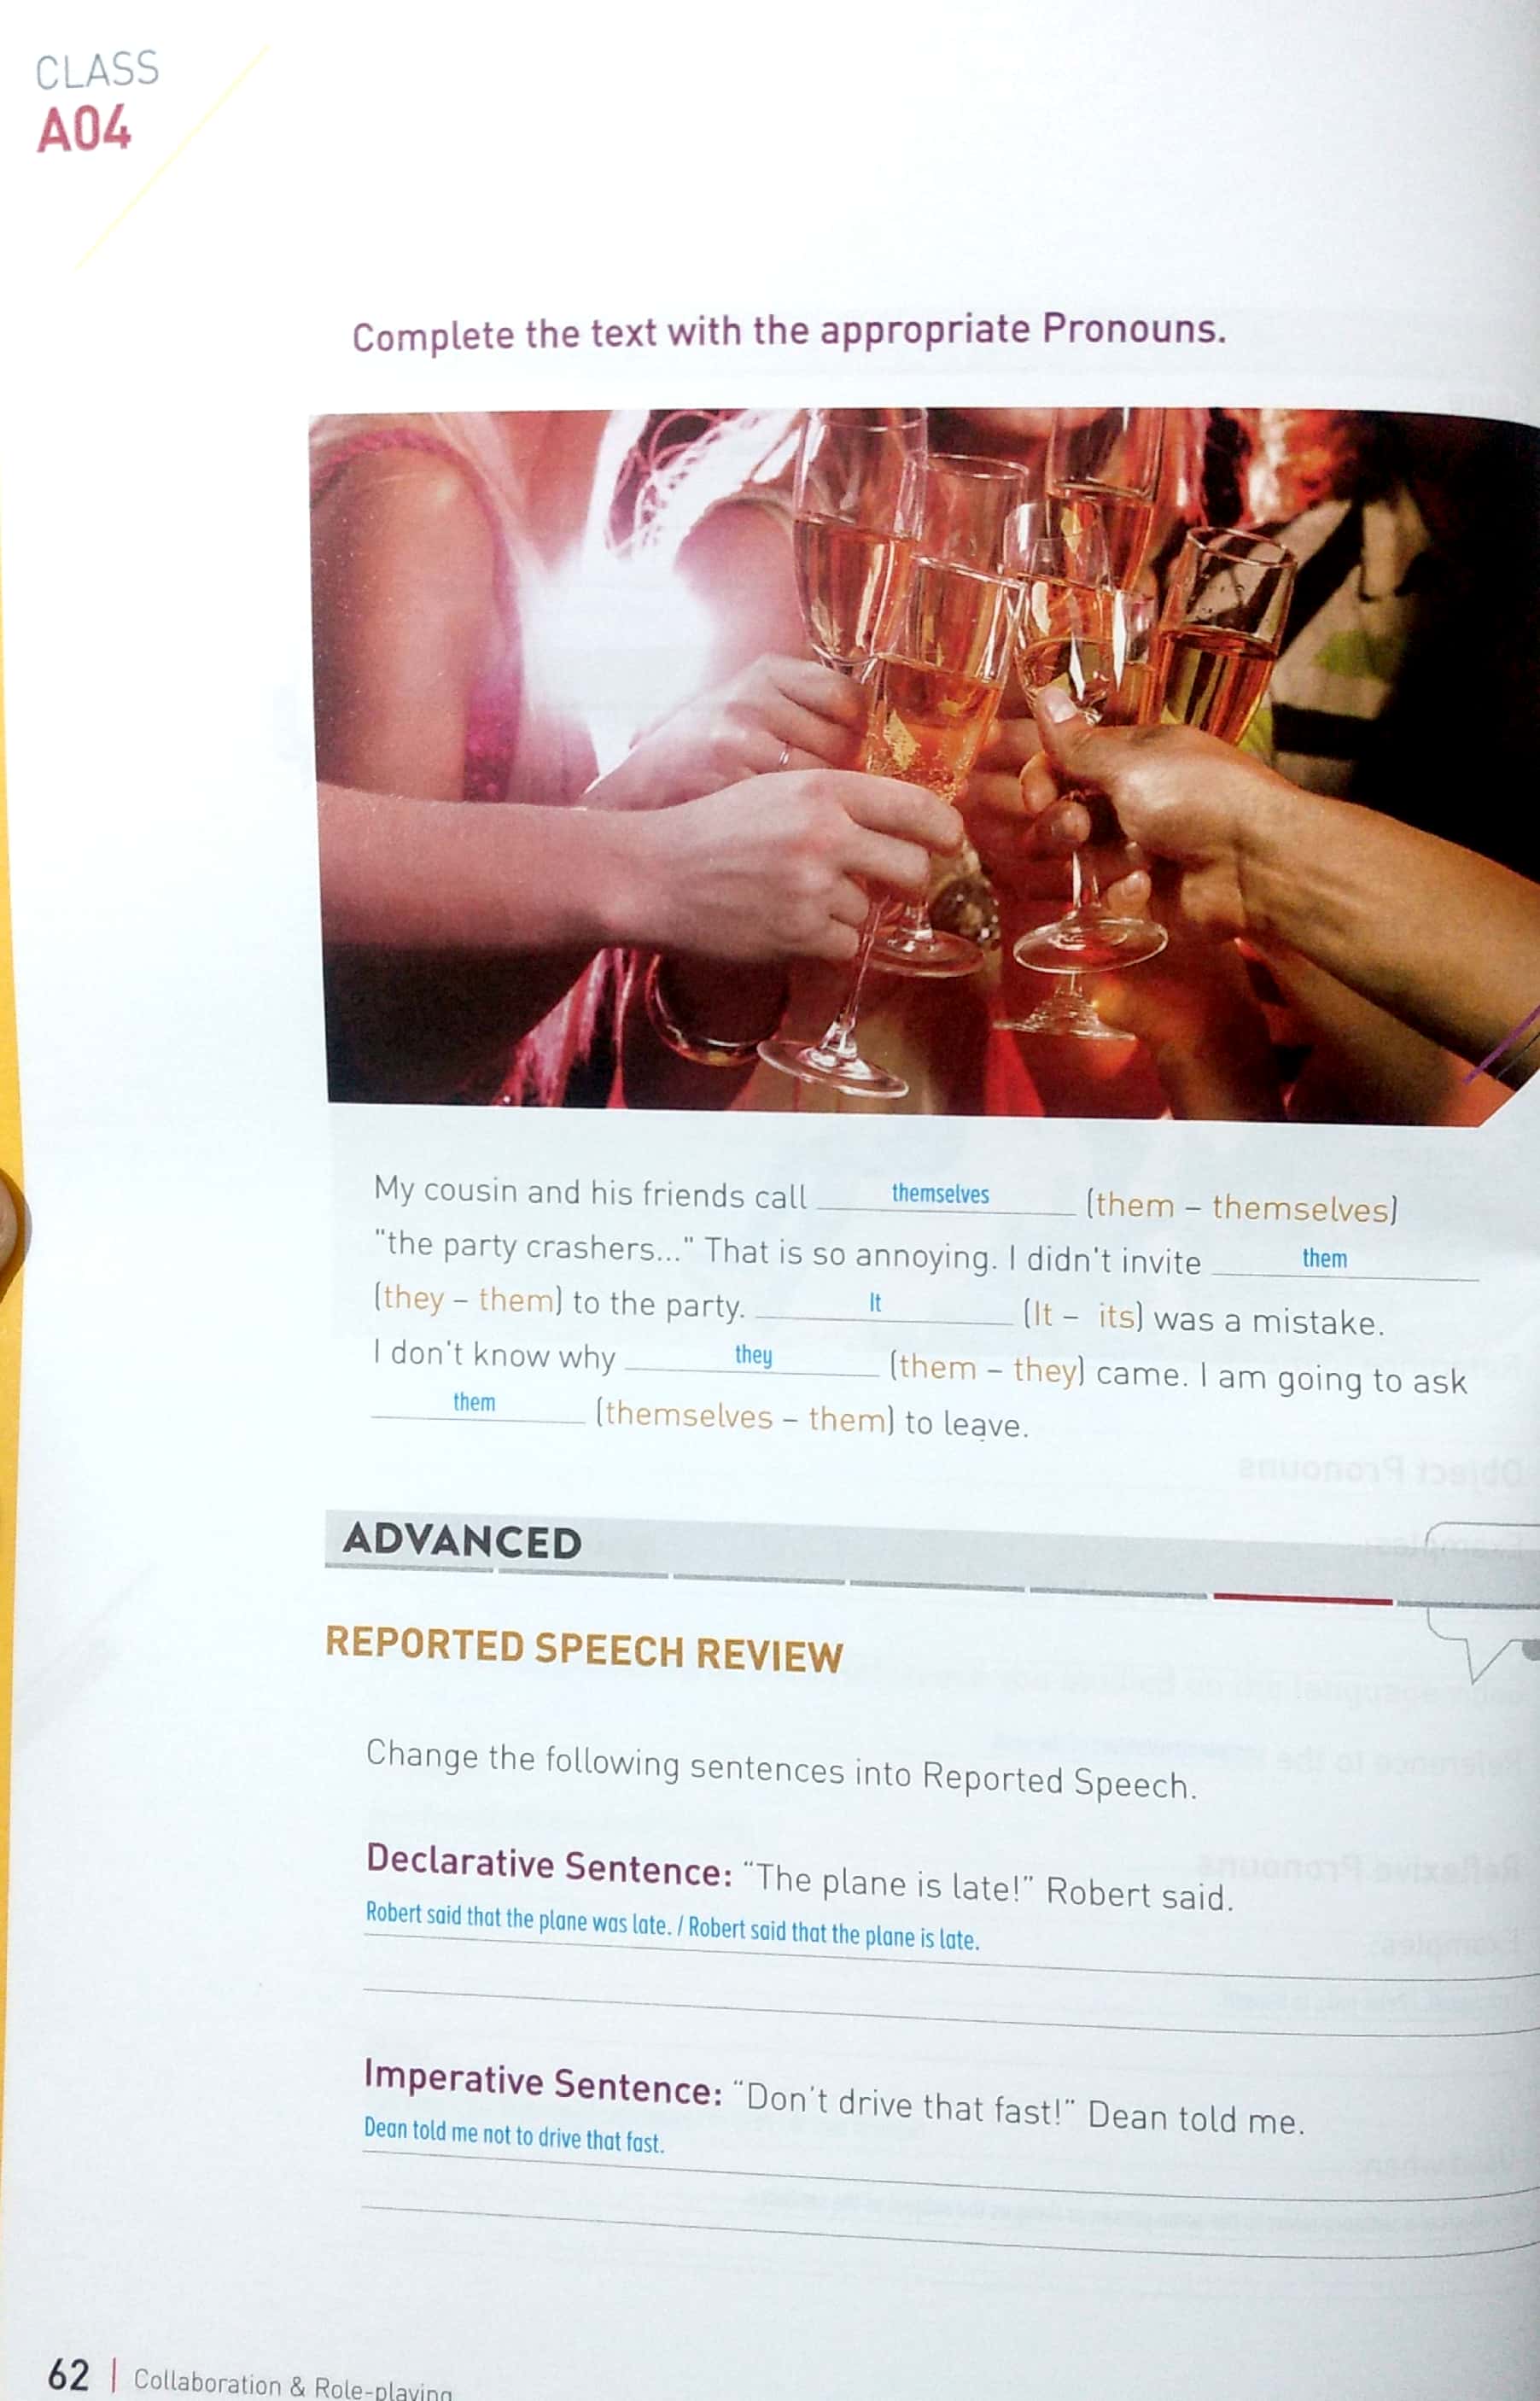 CLASS
A04
Complete the text with the appropriate Pronouns.
My cousin and his friends call themselves (them – themselves)
"the party crashers..." That is so annoying. I didn't invite them
(they – them) to the party. It (It – its) was a mistake.
I don't know why they (them – they) came. I am going to ask
them (themselves – them) to leave.
ADVANCED
REPORTED SPEECH REVIEW
Change the following sentences into Reported Speech.
Declarative Sentence: “The plane is late!” Robert said.
Robert said that the plane was late. / Robert said that the plane is late.
Imperative Sentence: “Don't drive that fast!” Dean told me.
Dean told me not to drive that fast.
62 | Collaboration & Role-playing